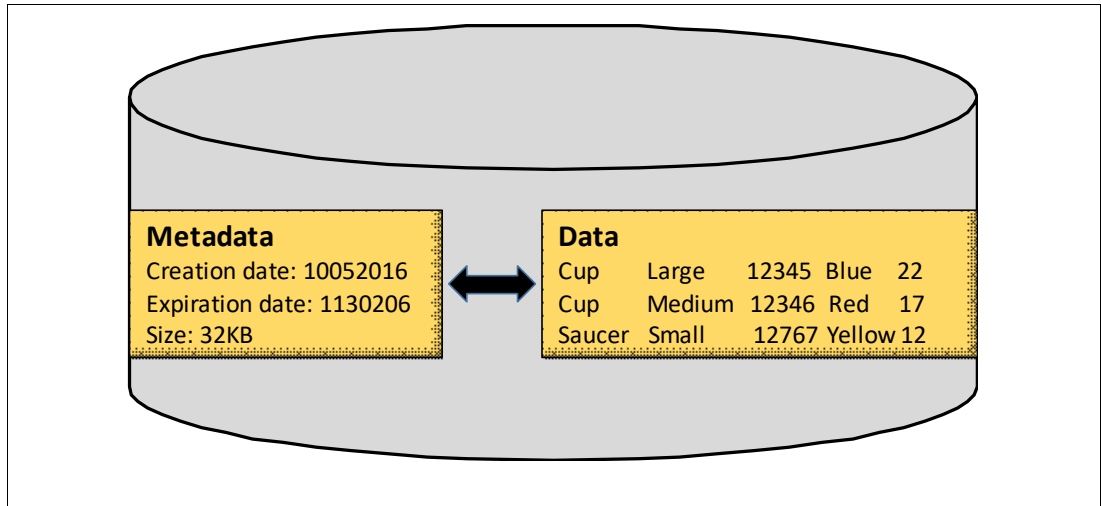 Metadata
Creation date: 10052016
Expiration date: 1130206
Size: 32KB
Data
Cup Large 12345 Blue 22
Cup Medium 12346 Red 17
Saucer Small 12767 Yellow 12